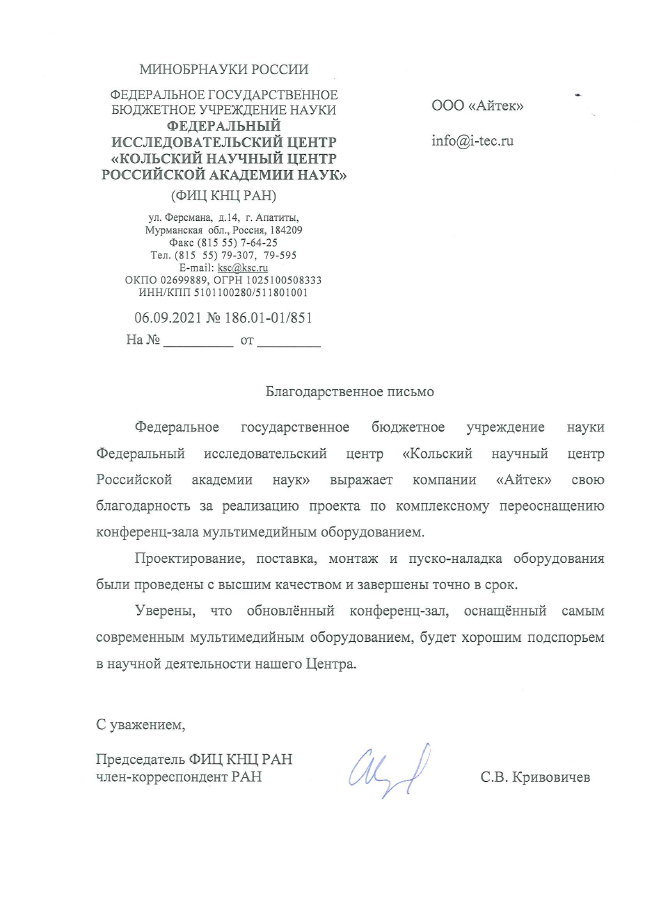 МИНОБРНАУКИ РОССИИ
ФЕДЕРАЛЬНОЕ ГОСУДАРСТВЕННОЕ
БЮДЖЕТНОЕ УЧРЕЖДЕНИЕ НАУКИ
ФЕДЕРАЛЬНЫЙ
ИССЛЕДОВАТЕЛЬСКИЙ ЦЕНТР
«КОЛЬСКИЙ НАУЧНЫЙ ЦЕНТР
РОССИЙСКОЙ АКАДЕМИИ НАУК»
(ФИЦ КНЦ РАН)
ул. Ферсмана, д.14, г. Апатиты,
Мурманская обл., Россия, 184209
Факс (815 55) 7-64-25
Тел. (815 55) 79-307, 79-595
E-mail: ksc@ksc.ru
ОКПО 02699889, ОГРН 1025100508333
ИНН/КПП 5101100280/511801001
06.09.2021 № 186.01-01/851
На № _________ от ________
ООО «Айтек»
info@i-tec.ru
Благодарственное письмо
Федеральное государственное бюджетное учреждение науки
Федеральный исследовательский центр «Кольский научный центр
Российской академии наук» выражает компании «Айтек» свою
благодарность за реализацию проекта по комплексному переоснащению
конференц-зала мультимедийным оборудованием.
Проектирование, поставка, монтаж и пуско-наладка оборудования
были проведены с высшим качеством и завершены точно в срок.
Уверены, что обновлённый конференц-зал, оснащённый самым
современным мультимедийным оборудованием, будет хорошим подспорьем
в научной деятельности нашего Центра.
С уважением,
Председатель ФИЦ КНЦ РАН
член-корреспондент РАН
С.В. Кривовичев